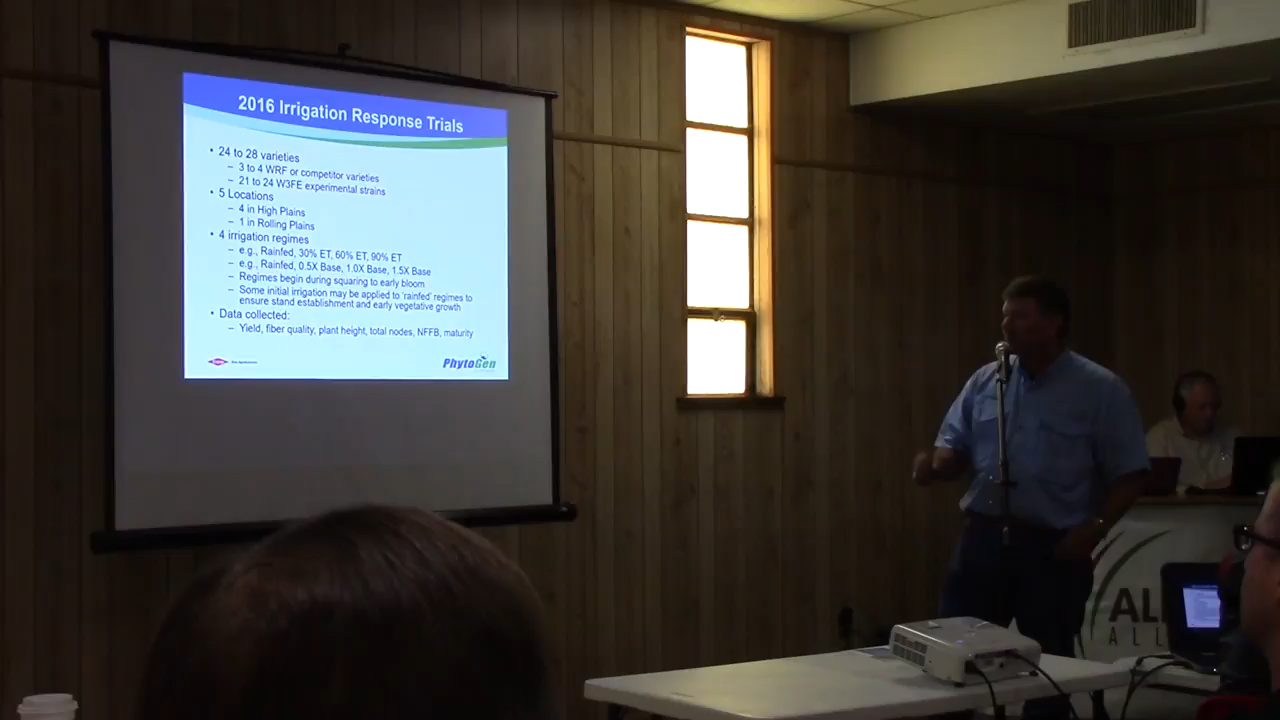 2016 Irrigation Response Trials
• 24 to 28 varieties
– 3 to 4 WRF or competitor varieties
– 21 to 24 W3FE experimental strains
• 5 Locations
– 4 in High Plains
– 1 in Rolling Plains
• 4 irrigation regimes
– e.g., Rainfed, 30% ET, 60% ET, 90% ET
– e.g., Rainfed, 0.5X Base, 1.0X Base, 1.5X Base
– Regimes begin during squaring to early bloom
– Some initial irrigation may be applied to 'rainfed' regimes to
ensure stand establishment and early vegetative growth
• Data collected:
– Yield, fiber quality, plant height, total nodes, NFFB, maturity
PhytoGen
AL
ALL